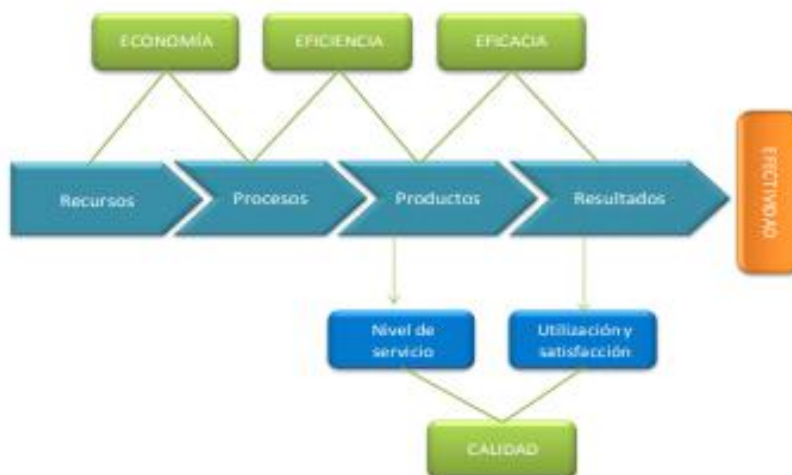 ECONOMÍA
EFICIENCIA
EFICACIA
Recursos
Procesos
Productos
Resultados
EFECTIVIDAD
Nivel de
servicio
Utilización y
satisfacción
CALIDAD